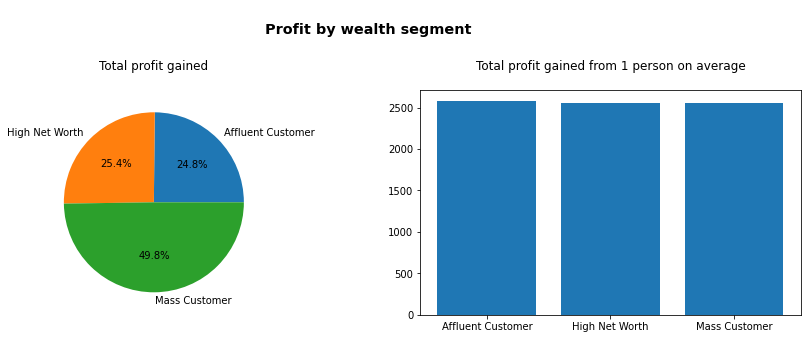 Profit by wealth segment
Total profit gained
High Net Worth
Affluent Customer
25.4%
24.8%
49.8%
Mass Customer
Total profit gained from 1 person on average
2500
2000
1500
1000
500
0
Affluent Customer
High Net Worth
Mass Customer